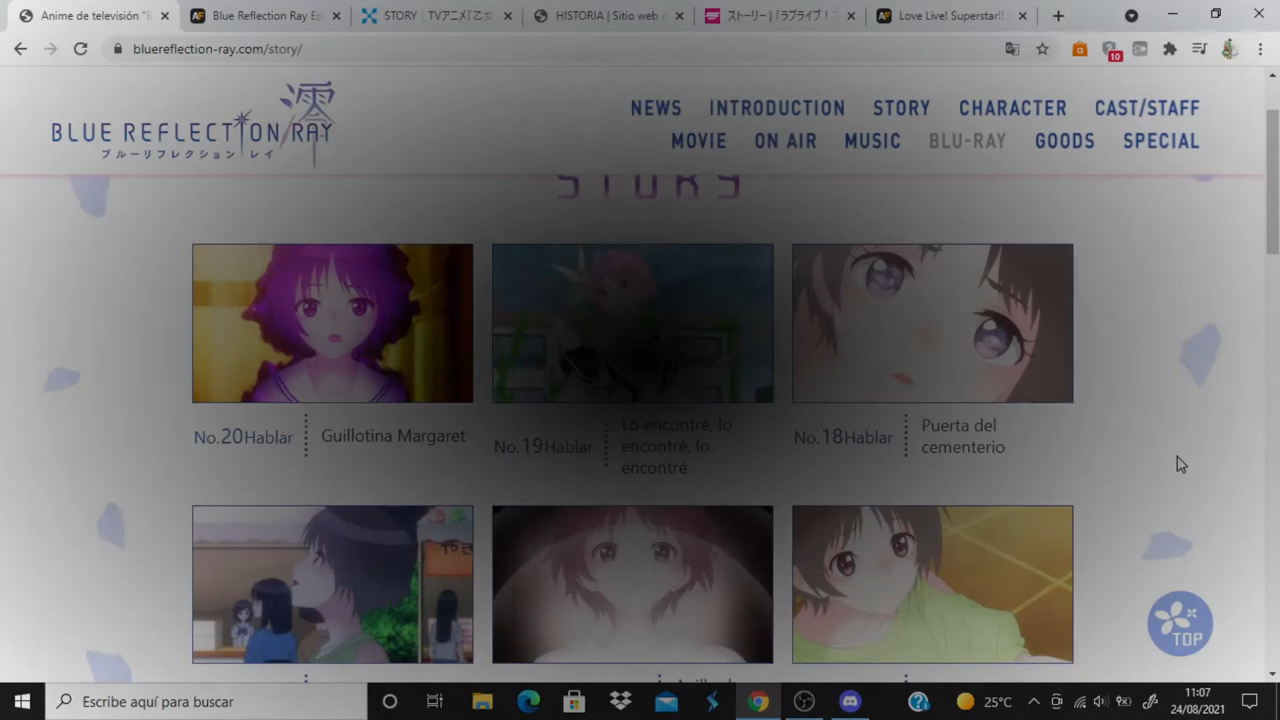 Anime de televisión "E
Blue Reflection Ray Ep
STORY | TVアニメ「乙女
HISTORIA | Sitio web c
ストーリー | 「ラブライブ！ス
Love Live! Superstar!!
bluereflection-ray.com/story/
10
澪
BLUE REFLECTION RAY
ブルーリフレクション レイ
NEWS INTRODUCTION STORY CHARACTER CAST/STAFF
MOVIE ON AIR MUSIC BLU-RAY GOODS SPECIAL
STORY
No.20Hablar
Guillotina Margaret
No.19Hablar
Lo encontré, lo
encontré, lo
encontré
No.18Hablar
Puerta del
cementerio
TOP
Escribe aquí para buscar
25°C
11:07
24/08/2021